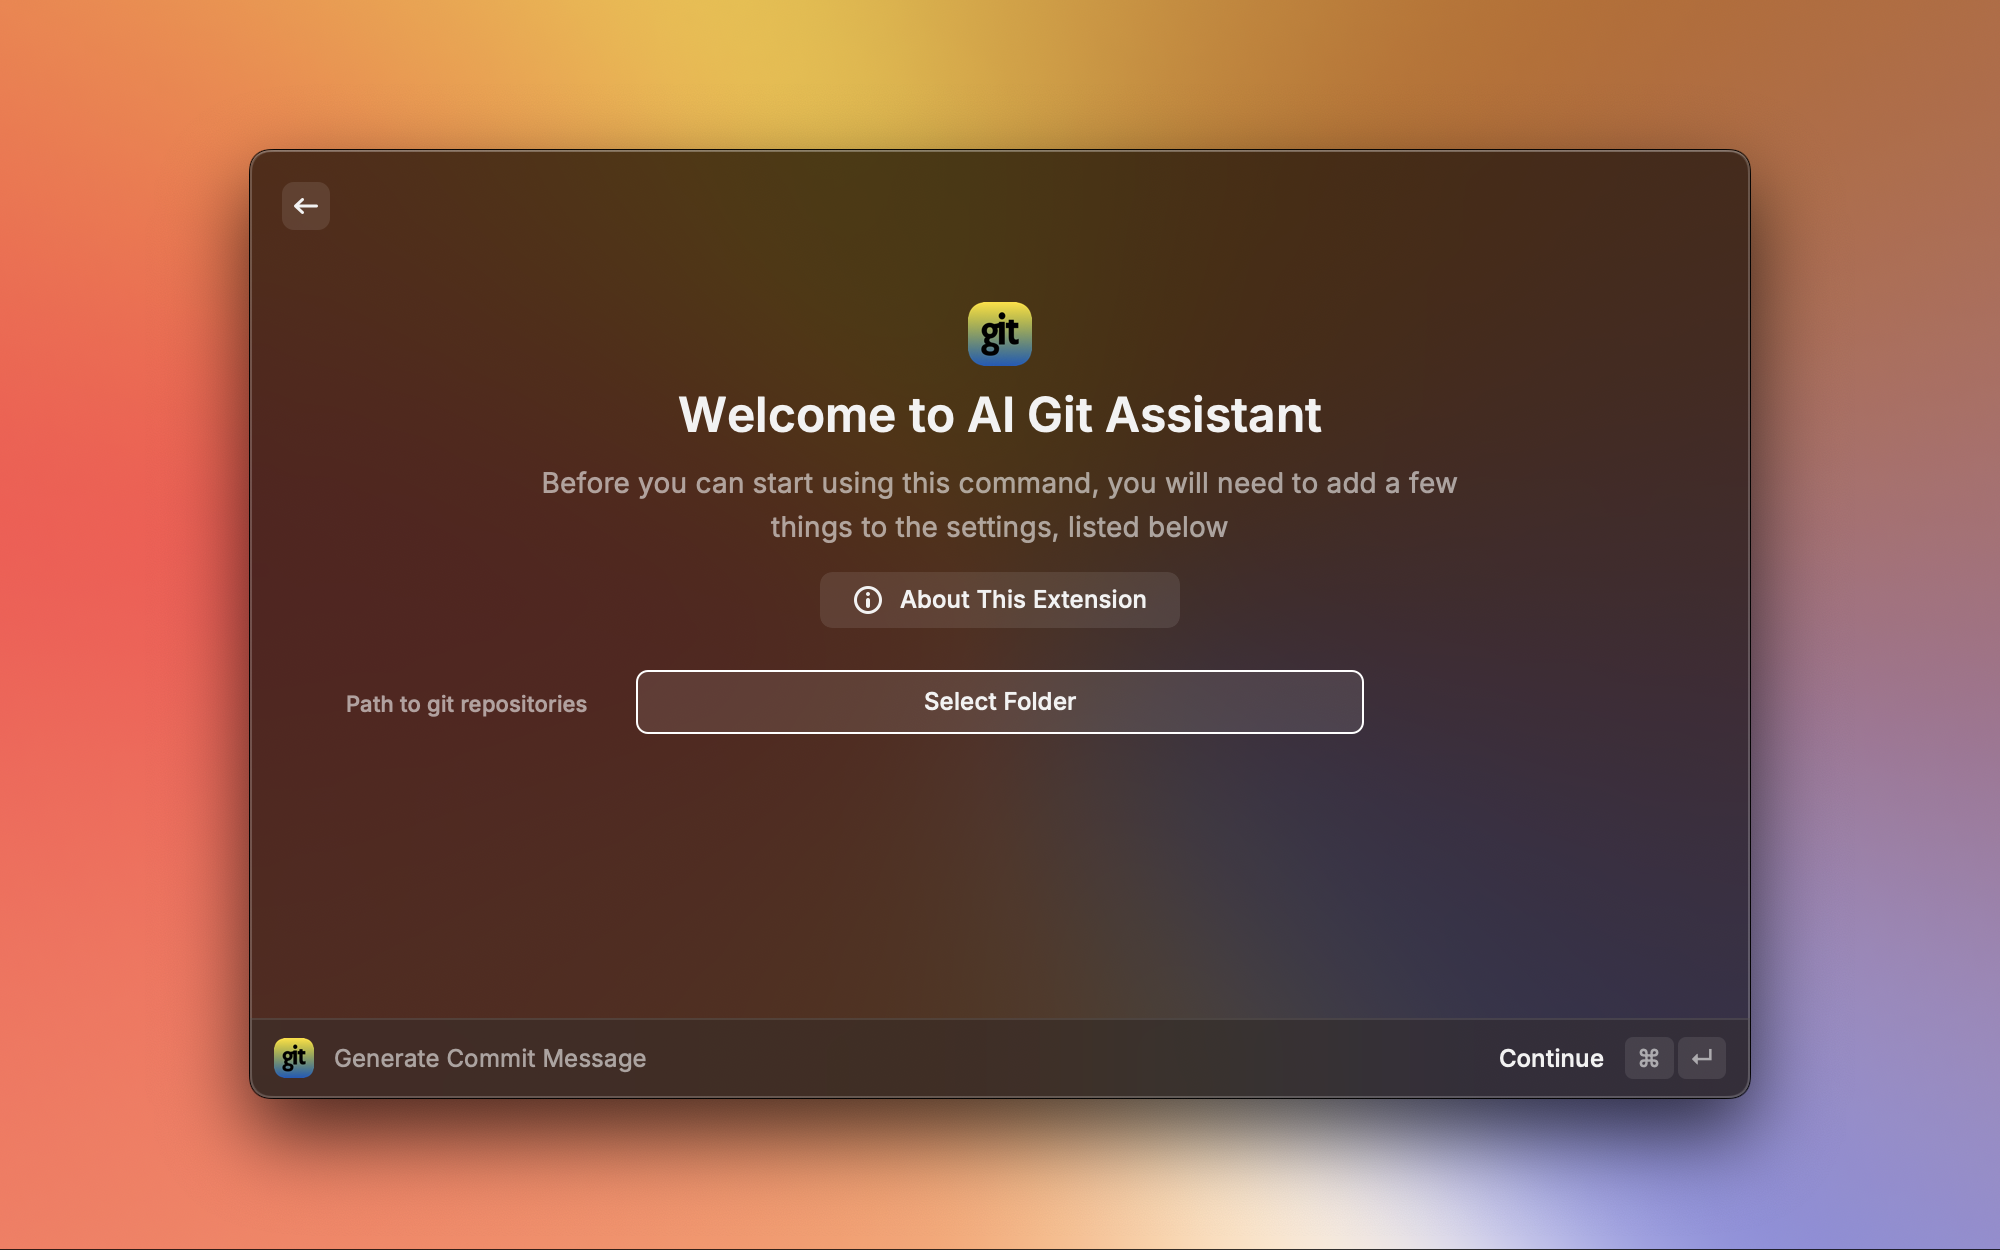 git
Welcome to AI Git Assistant
Before you can start using this command, you will need to add a few
things to the settings, listed below
About This Extension
Path to git repositories
Select Folder
git
Generate Commit Message
Continue ⌘ ↵